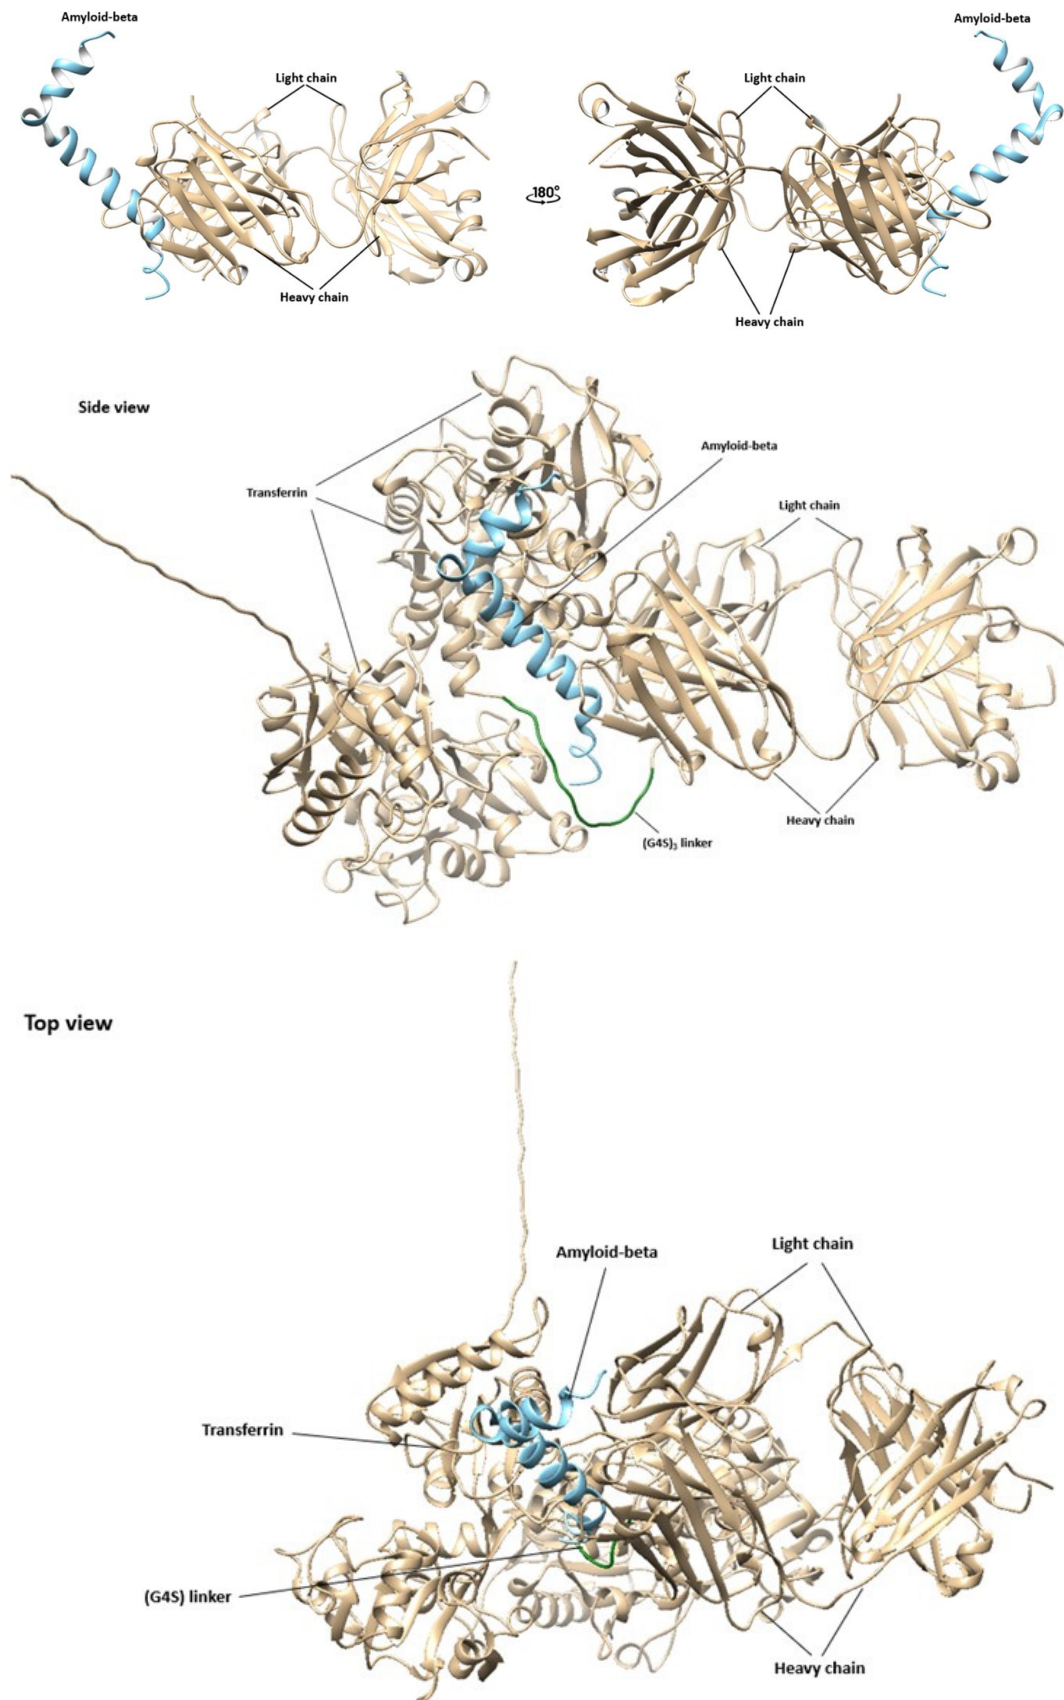 Amyloid-beta
Amyloid-beta
Light chain
Light chain
180°
Heavy chain
Heavy chain
Side view
Amyloid-beta
Transferrin
Light chain
Heavy chain
(G4S)₃ linker
Top view
Amyloid-beta
Light chain
Transferrin
(G4S) linker
Heavy chain